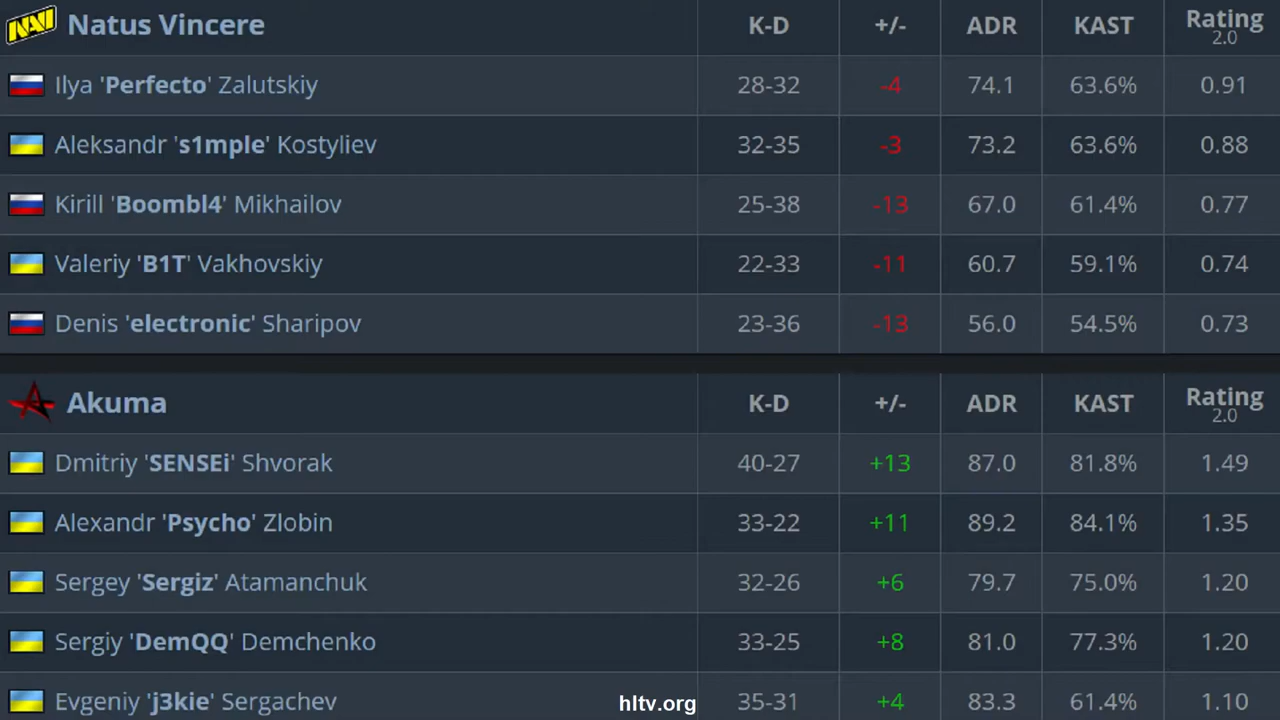 NAVI Natus Vincere K-D +/- ADR KAST Rating 2.0
Ilya 'Perfecto' Zalutskiy 28-32 -4 74.1 63.6% 0.91
Aleksandr 's1mple' Kostyliev 32-35 -3 73.2 63.6% 0.88
Kirill 'Boombl4' Mikhailov 25-38 -13 67.0 61.4% 0.77
Valeriy 'B1T' Vakhovskiy 22-33 -11 60.7 59.1% 0.74
Denis 'electronic' Sharipov 23-36 -13 56.0 54.5% 0.73
Akuma K-D +/- ADR KAST Rating 2.0
Dmitriy 'SENSEi' Shvorak 40-27 +13 87.0 81.8% 1.49
Alexandr 'Psycho' Zlobin 33-22 +11 89.2 84.1% 1.35
Sergey 'Sergiz' Atamanchuk 32-26 +6 79.7 75.0% 1.20
Sergiy 'DemQQ' Demchenko 33-25 +8 81.0 77.3% 1.20
Evgeniy 'j3kie' Sergachev 35-31 +4 83.3 61.4% 1.10
hltv.org